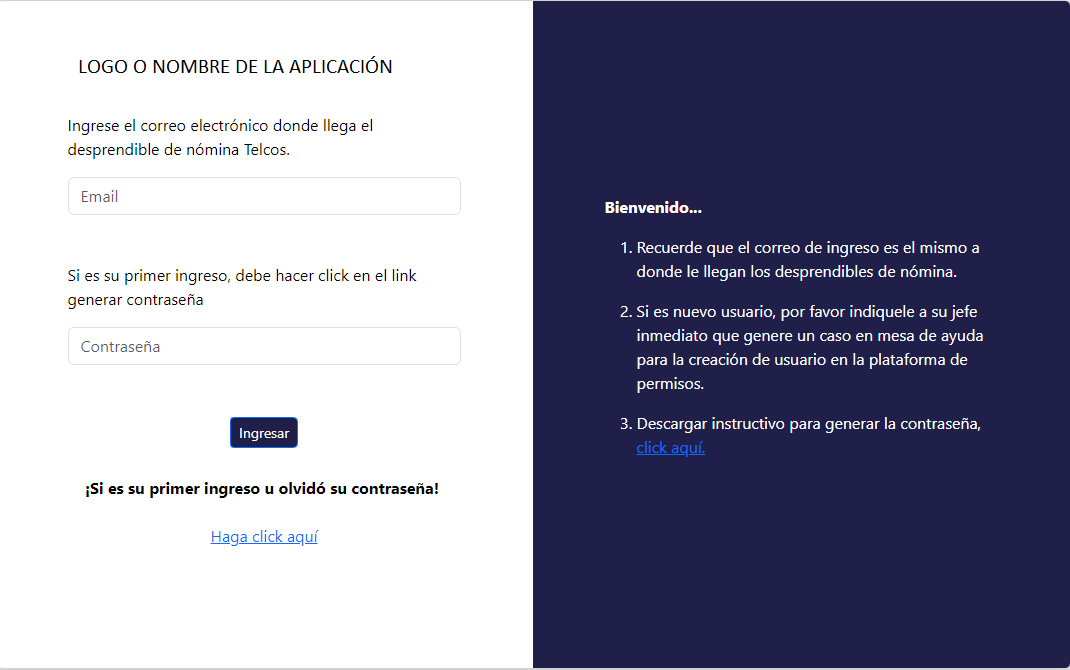 LOGO O NOMBRE DE LA APLICACIÓN
Ingrese el correo electrónico donde llega el
desprendible de nómina Telcos.
Email
Si es su primer ingreso, debe hacer click en el link
generar contraseña
Contraseña
Ingresar
¡Si es su primer ingreso u olvidó su contraseña!
Haga click aquí
Bienvenido...
1. Recuerde que el correo de ingreso es el mismo a
donde le llegan los desprendibles de nómina.
2. Si es nuevo usuario, por favor indiquele a su jefe
inmediato que genere un caso en mesa de ayuda
para la creación de usuario en la plataforma de
permisos.
3. Descargar instructivo para generar la contraseña,
click aquí.